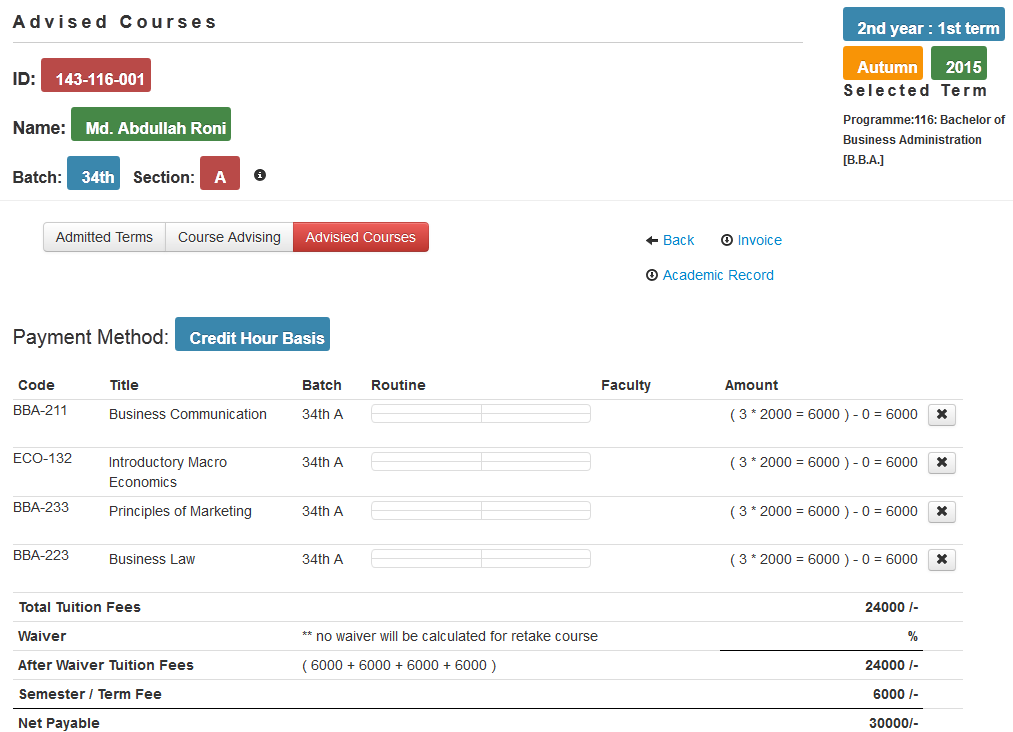 Advised Courses
2nd year : 1st term
Autumn 2015
Selected Term
Programme:116: Bachelor of
Business Administration
[B.B.A.]
ID: 143-116-001
Name: Md. Abdullah Roni
Batch: 34th Section: A
Admitted Terms Course Advising Advisied Courses
Back Invoice
Academic Record
Payment Method: Credit Hour Basis
Code Title Batch Routine Faculty Amount
BBA-211 Business Communication 34th A ( 3 * 2000 = 6000 ) - 0 = 6000
ECO-132 Introductory Macro 34th A ( 3 * 2000 = 6000 ) - 0 = 6000
Economics
BBA-233 Principles of Marketing 34th A ( 3 * 2000 = 6000 ) - 0 = 6000
BBA-223 Business Law 34th A ( 3 * 2000 = 6000 ) - 0 = 6000
Total Tuition Fees 24000 /-
Waiver ** no waiver will be calculated for retake course %
After Waiver Tuition Fees ( 6000 + 6000 + 6000 + 6000 ) 24000 /-
Semester / Term Fee 6000 /-
Net Payable 30000/-